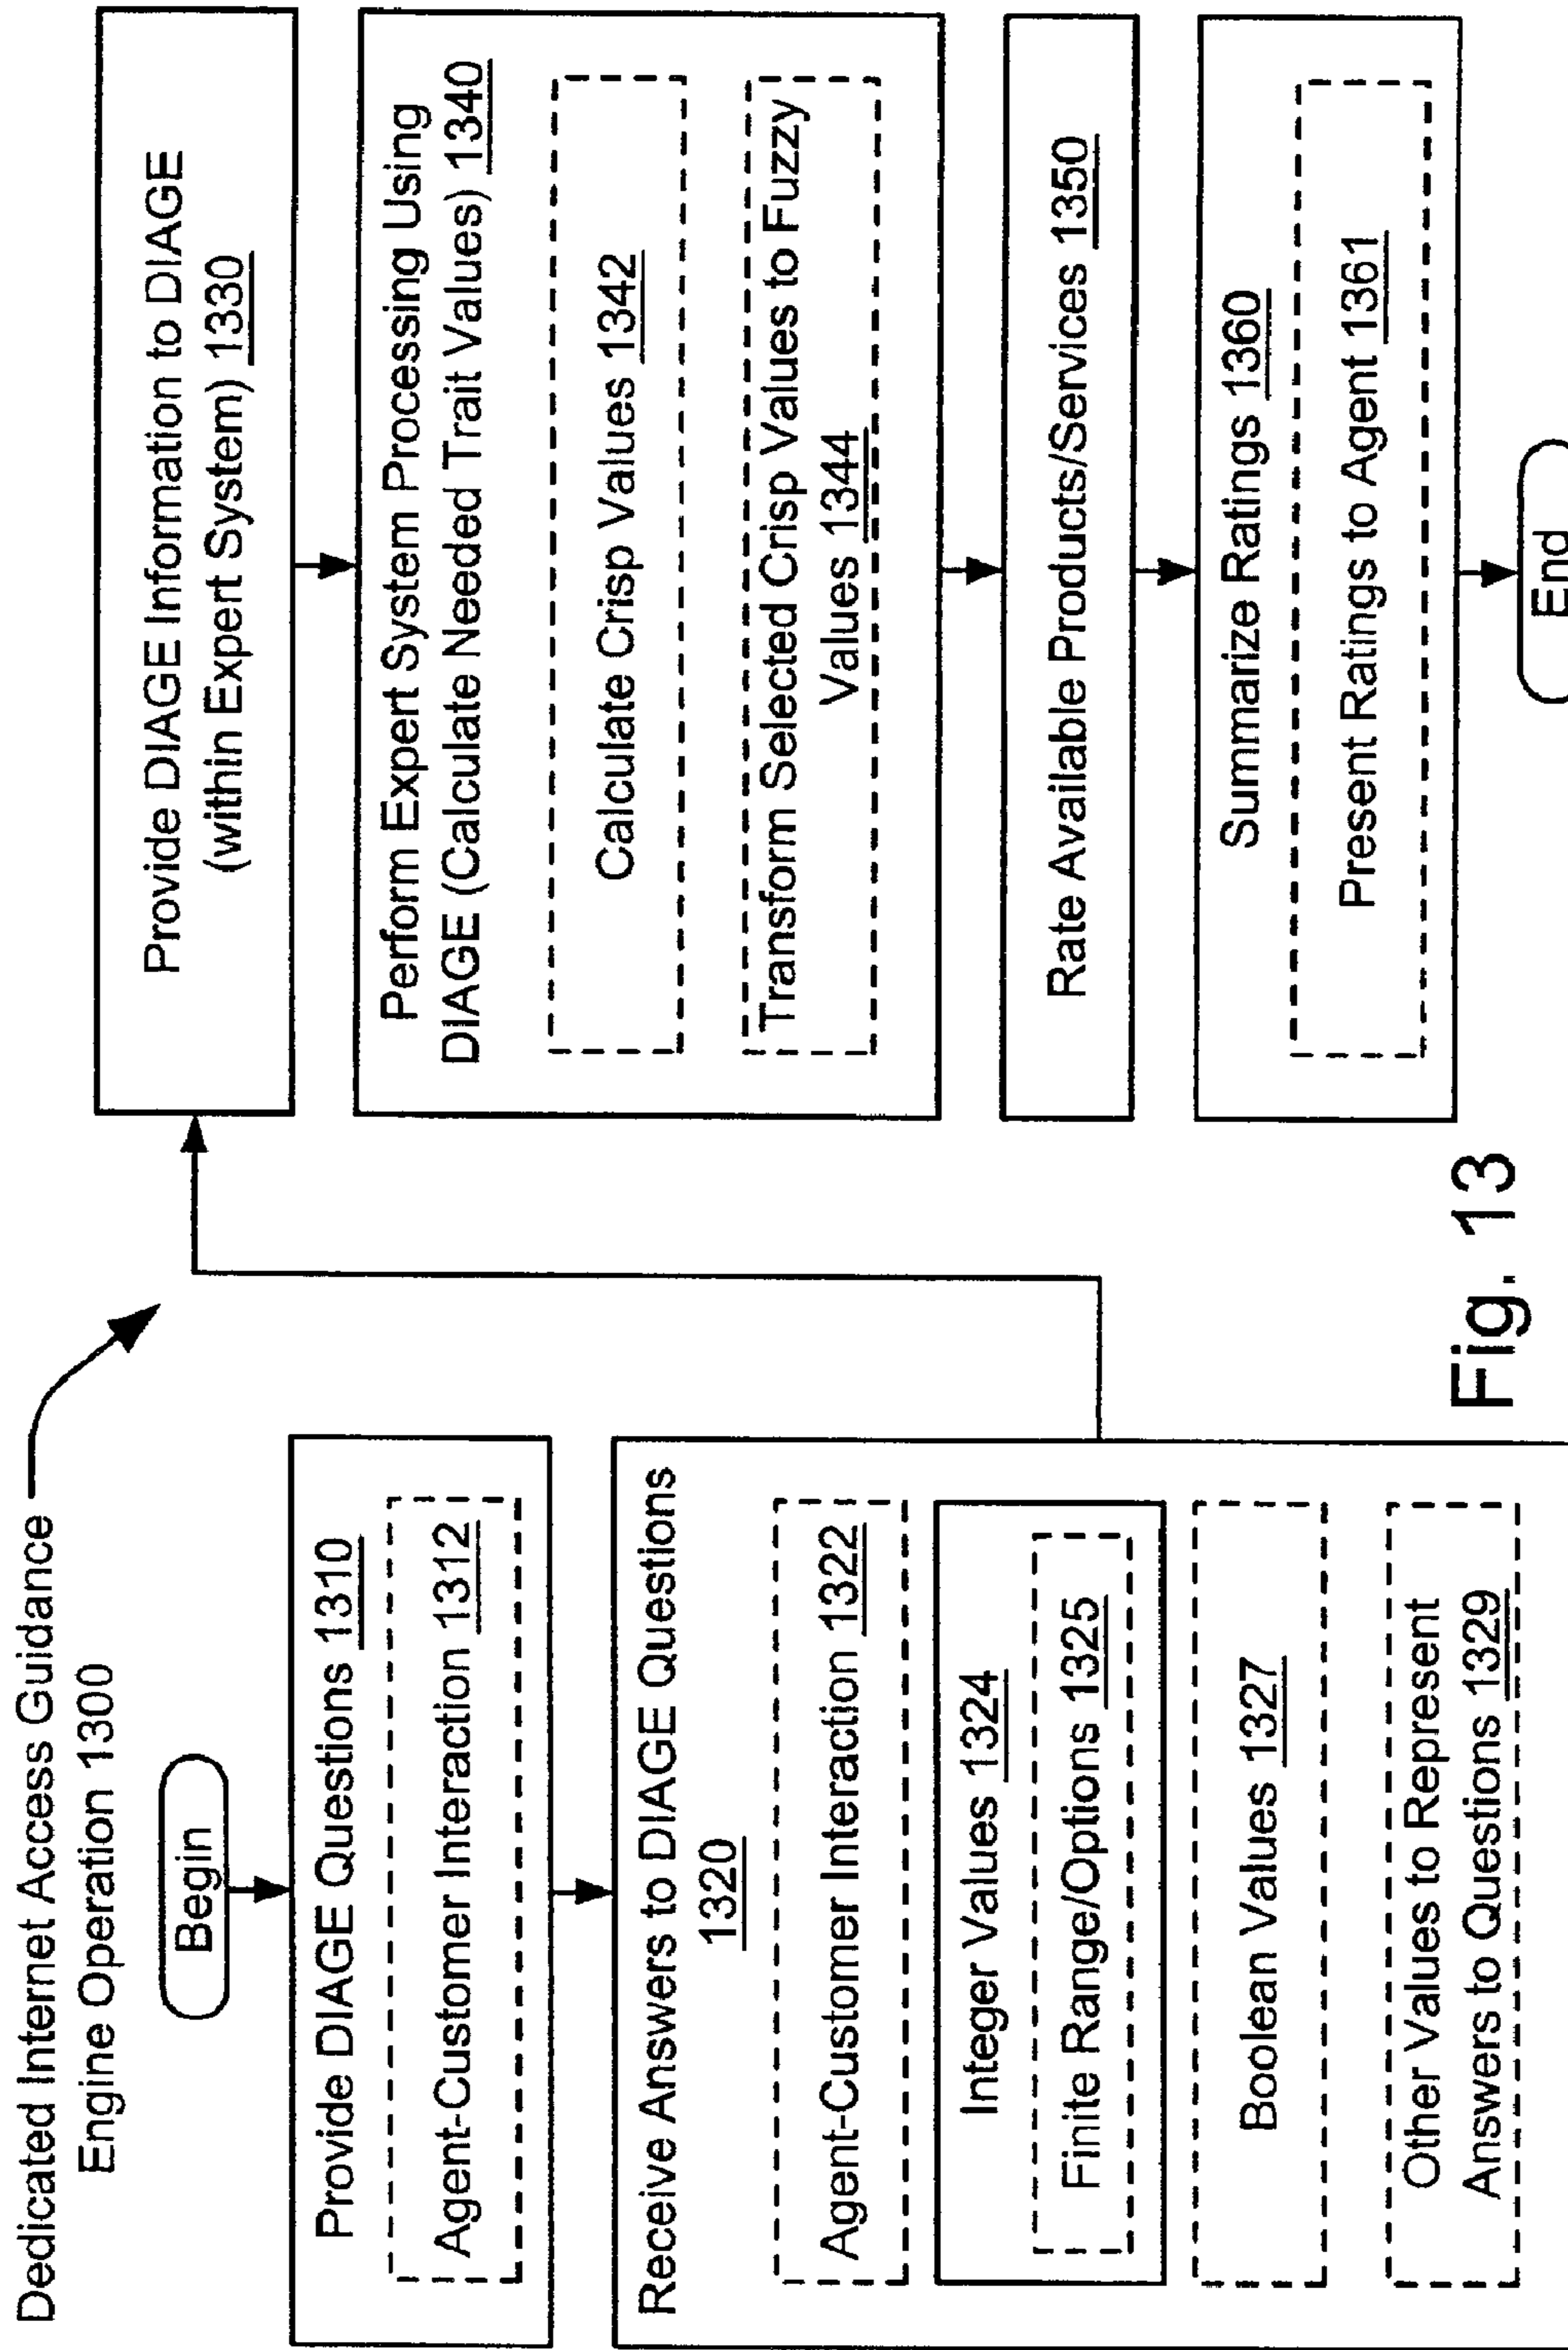 Dedicated Internet Access Guidance
Engine Operation 1300
Begin
Provide DIAGE Questions 1310
Agent-Customer Interaction 1312
Receive Answers to DIAGE Questions
1320
Agent-Customer Interaction 1322
Integer Values 1324
Finite Range/Options 1325
Boolean Values 1327
Other Values to Represent
Answers to Questions 1329
Provide DIAGE Information to DIAGE
(within Expert System) 1330
Perform Expert System Processing Using
DIAGE (Calculate Needed Trait Values) 1340
Calculate Crisp Values 1342
Transform Selected Crisp Values to Fuzzy
Values 1344
Rate Available Products/Services 1350
Summarize Ratings 1360
Present Ratings to Agent 1361
End
Fig. 13